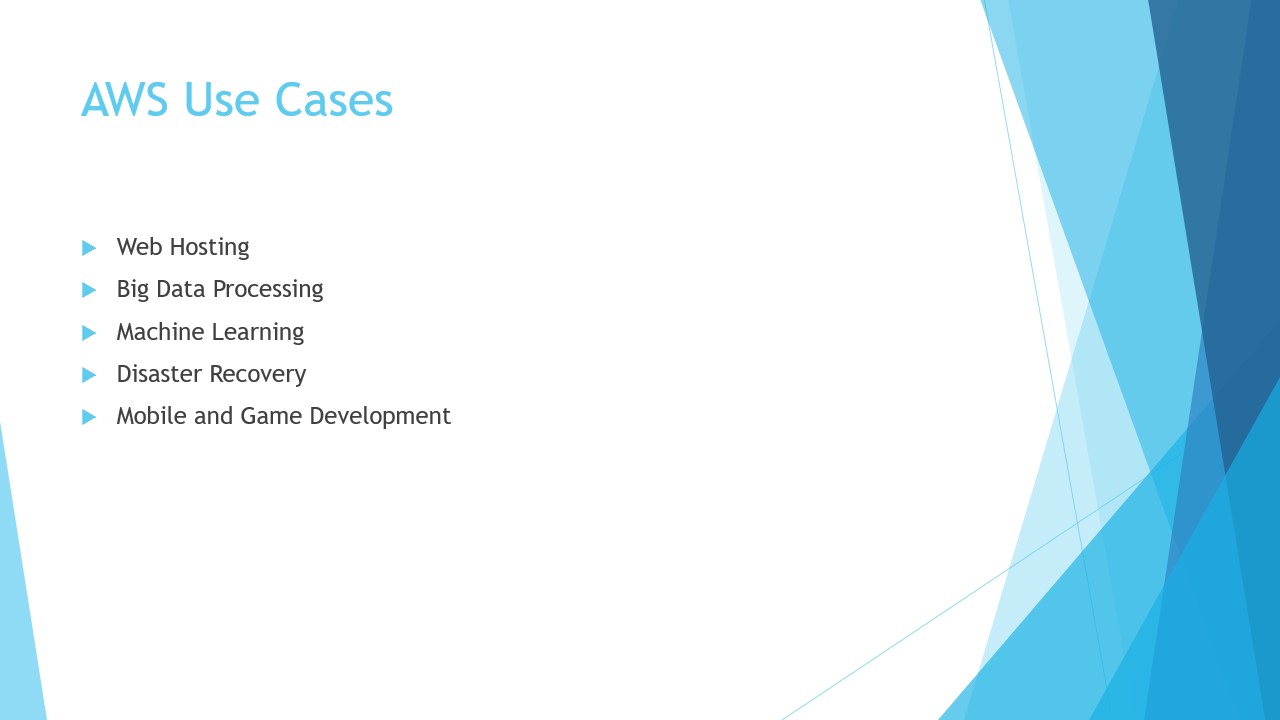 AWS Use Cases
Web Hosting
Big Data Processing
Machine Learning
Disaster Recovery
Mobile and Game Development